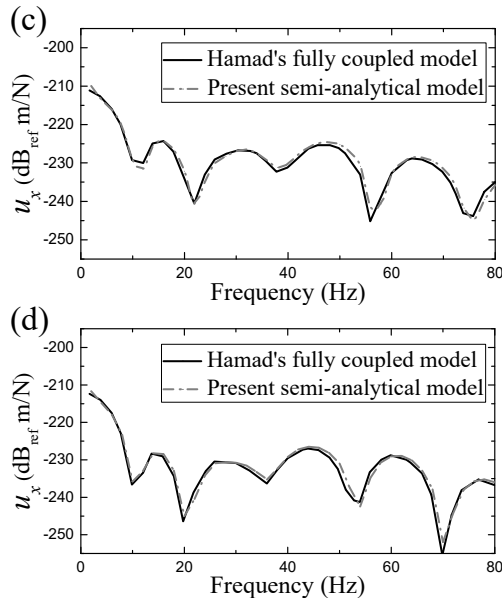 (c)
-200
-210
-220
-230
-240
-250
Hamad's fully coupled model
Present semi-analytical model
u_x (dB_ref m/N)
0 20 40 60 80
Frequency (Hz)
(d)
-200
-210
-220
-230
-240
-250
Hamad's fully coupled model
Present semi-analytical model
u_x (dB_ref m/N)
0 20 40 60 80
Frequency (Hz)